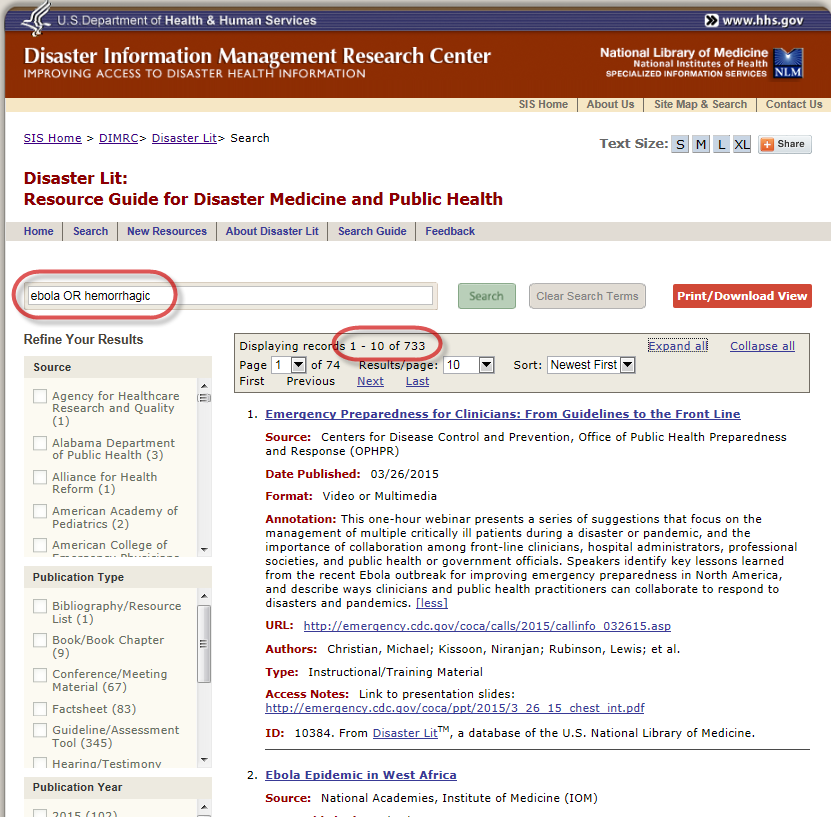 U.S. Department of Health & Human Services
www.hhs.gov
Disaster Information Management Research Center
IMPROVING ACCESS TO DISASTER HEALTH INFORMATION
National Library of Medicine
National Institutes of Health
SPECIALIZED INFORMATION SERVICES
NLM
SIS Home | About Us | Site Map & Search | Contact Us
SIS Home > DIMRC> Disaster Lit> Search
Text Size: S M L XL Share
Disaster Lit:
Resource Guide for Disaster Medicine and Public Health
Home | Search | New Resources | About Disaster Lit | Search Guide | Feedback
ebola OR hemorrhagic
Search
Clear Search Terms
Print/Download View
Refine Your Results
Source
Agency for Healthcare
Research and Quality
(1)
Alabama Department
of Public Health (3)
Alliance for Health
Reform (1)
American Academy of
Pediatrics (2)
American College of
Emergency Physicians
Publication Type
Bibliography/Resource
List (1)
Book/Book Chapter
(9)
Conference/Meeting
Material (67)
Factsheet (83)
Guideline/Assessment
Tool (345)
Hearing/Testimony
Publication Year
2015 (102)
Displaying records 1 - 10 of 733
Expand all Collapse all
Page 1 of 74 Results/page: 10 Sort: Newest First
First Previous Next Last
1. Emergency Preparedness for Clinicians: From Guidelines to the Front Line
Source: Centers for Disease Control and Prevention, Office of Public Health Preparedness
and Response (OPHPR)
Date Published: 03/26/2015
Format: Video or Multimedia
Annotation: This one-hour webinar presents a series of suggestions that focus on the
management of multiple critically ill patients during a disaster or pandemic, and the
importance of collaboration among front-line clinicians, hospital administrators, professional
societies, and public health or government officials. Speakers identify key lessons learned
from the recent Ebola outbreak for improving emergency preparedness in North America,
and describe ways clinicians and public health practitioners can collaborate to respond to
disasters and pandemics. [less]
URL: http://emergency.cdc.gov/coca/calls/2015/callinfo_032615.asp
Authors: Christian, Michael; Kissoon, Niranjan; Rubinson, Lewis; et al.
Type: Instructional/Training Material
Access Notes: Link to presentation slides:
http://emergency.cdc.gov/coca/ppt/2015/3_26_15_chest_int.pdf
ID: 10384. From Disaster Lit™, a database of the U.S. National Library of Medicine.
2. Ebola Epidemic in West Africa
Source: National Academies, Institute of Medicine (IOM)